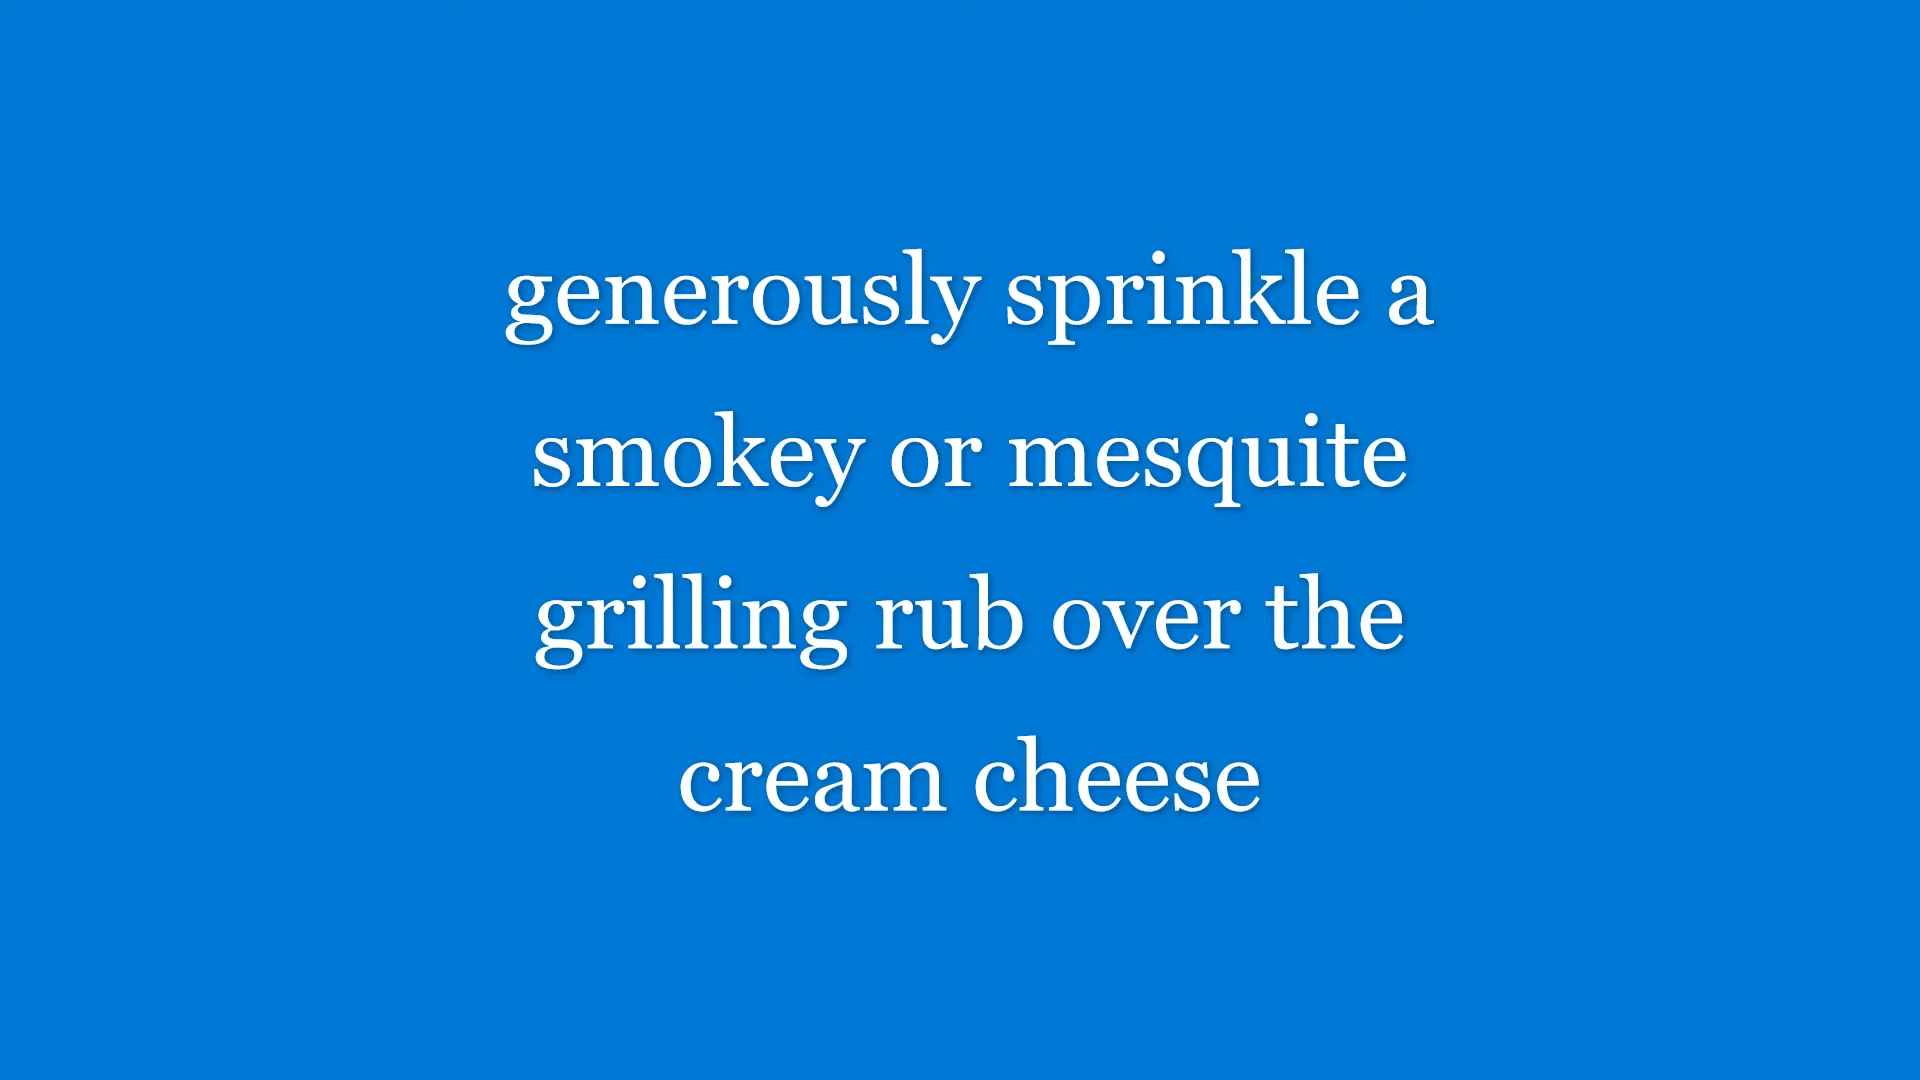 generously sprinkle a
smokey or mesquite
grilling rub over the
cream cheese